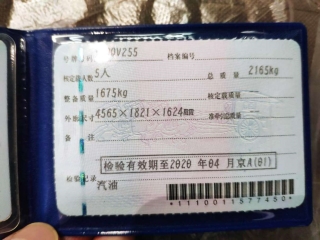 号牌号码 0V255 档案编号
核定载人数 5人 总质量 2165kg
整备质量 1675kg 核定载质量
外廓尺寸 4565×1821×1624mm 准牵引总质量
检验有效期至2020年04月京A(01)
检验记录
汽油
*1110011577450*